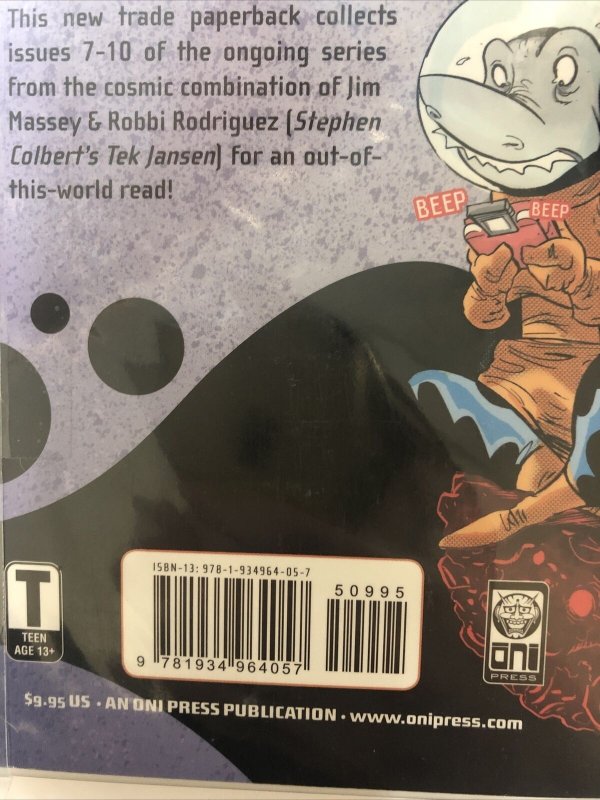 This new trade paperback collects
issues 7-10 of the ongoing series
from the cosmic combination of Jim
Massey & Robbi Rodriguez (Stephen
Colbert's Tek Jansen) for an out-of-
this-world read!
BEEP
BEEP
ISBN-13: 978-1-934964-05-7
50995
9 781934 964057
T
TEEN
AGE 13+
oni
PRESS
$9.95 US • AN ONI PRESS PUBLICATION • www.onipress.com